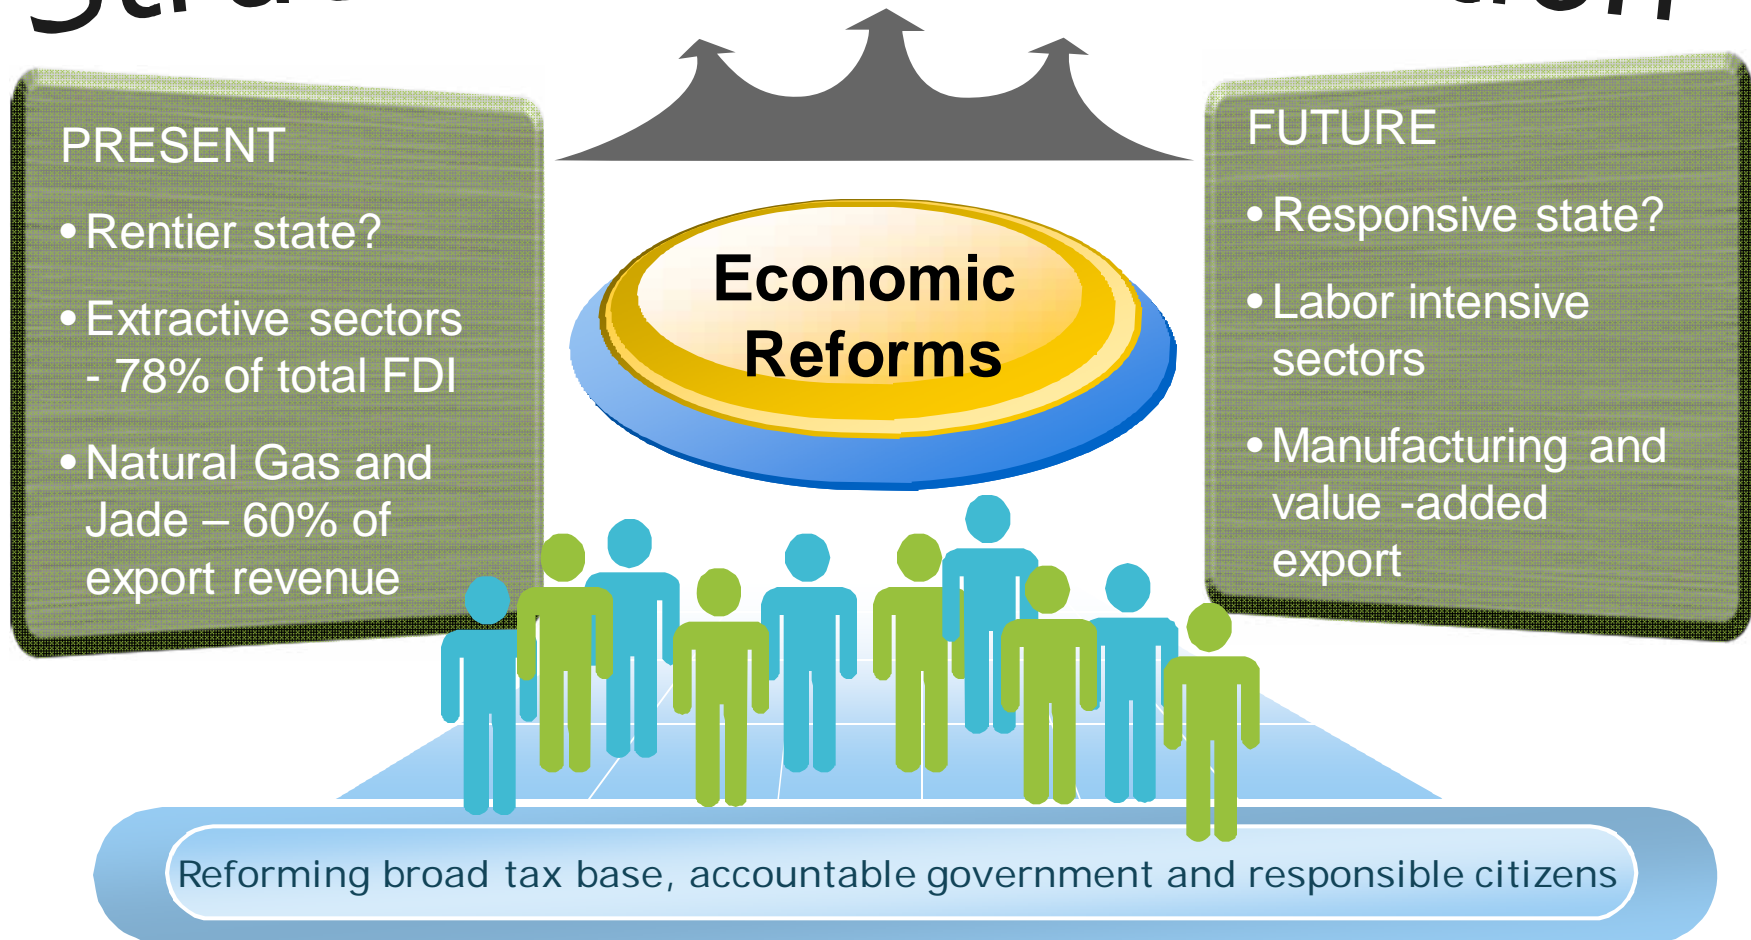 PRESENT
• Rentier state?
• Extractive sectors
- 78% of total FDI
• Natural Gas and
Jade – 60% of
export revenue
Economic
Reforms
FUTURE
• Responsive state?
• Labor intensive
sectors
• Manufacturing and
value -added
export
Reforming broad tax base, accountable government and responsible citizens